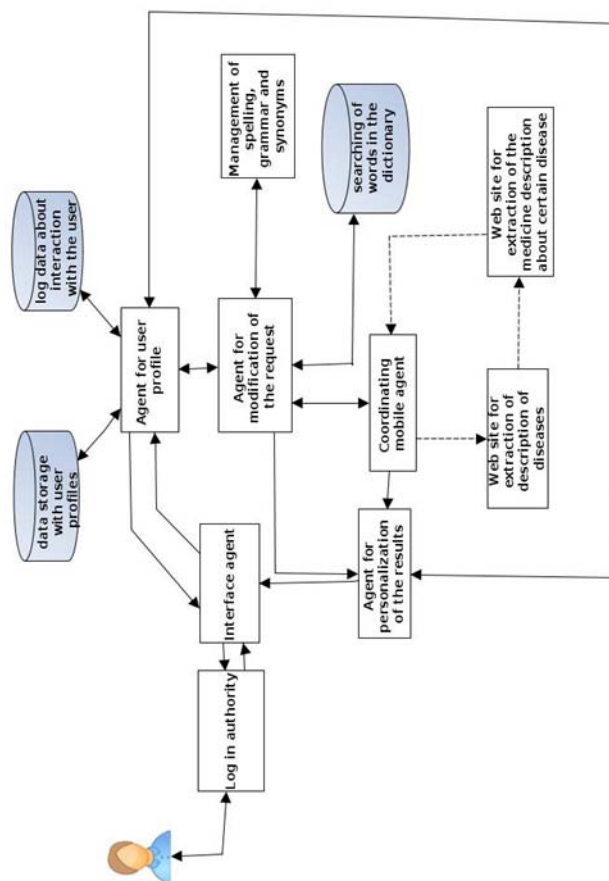 data storage
with user
profiles
log data about
interaction
with the user
Agent for user
profile
Log in authority
Interface agent
Agent for
modification of
the request
Management of
spelling,
grammar and
synonyms
searching of
words in the
dictionary
Agent for
personalization
of the results
Coordinating
mobile agent
Web site for
extraction of
description of
diseases
Web site for
extraction of the
medicine description
about certain disease